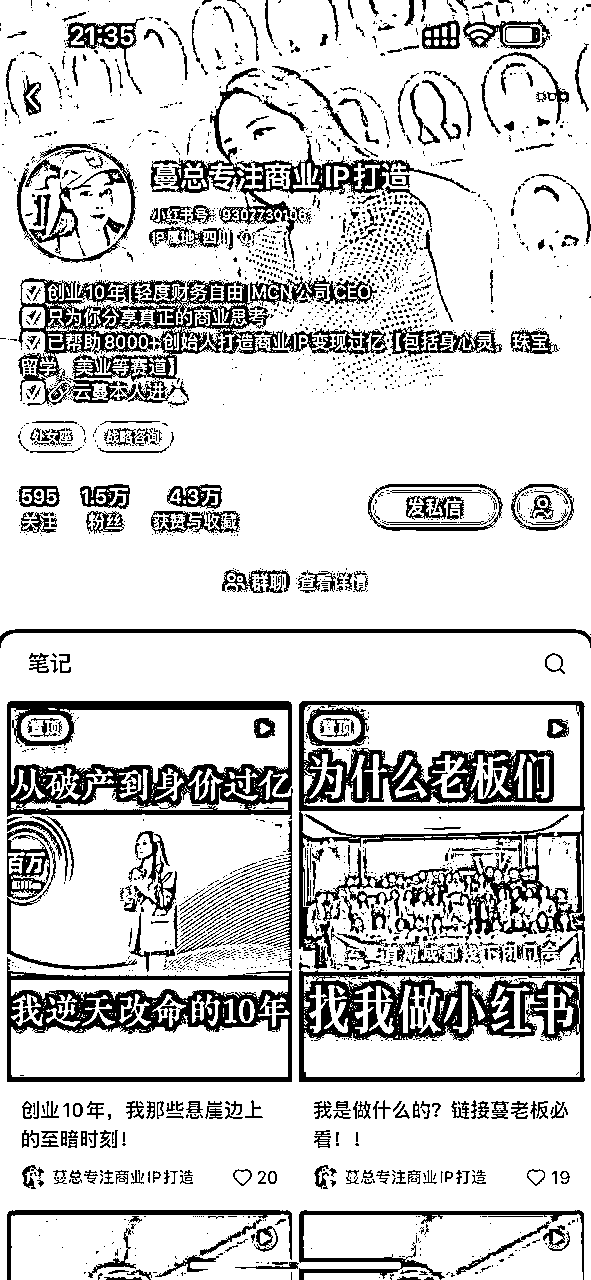 21:35
蔓总专注商业IP打造
IP属地：四川
创业10年|轻度财务自由|MCN公司CEO
只为你分享真正的商业思考
已帮助8000+创始人打造商业IP变现过亿【包括身心灵、珠宝、
留学、美业等赛道】
云蔓本人进
处女座 战略咨询
595 1.5万 4.3万
关注 粉丝 获赞与收藏
发私信
群聊 查看详情
笔记
置顶
从破产到身价过亿
百万
我逆天改命的10年
创业10年，我那些悬崖边上
的至暗时刻！
蔓总专注商业IP打造 20
置顶
为什么老板们
找我做小红书
我是做什么的？链接蔓老板必
看！！
蔓总专注商业IP打造 19